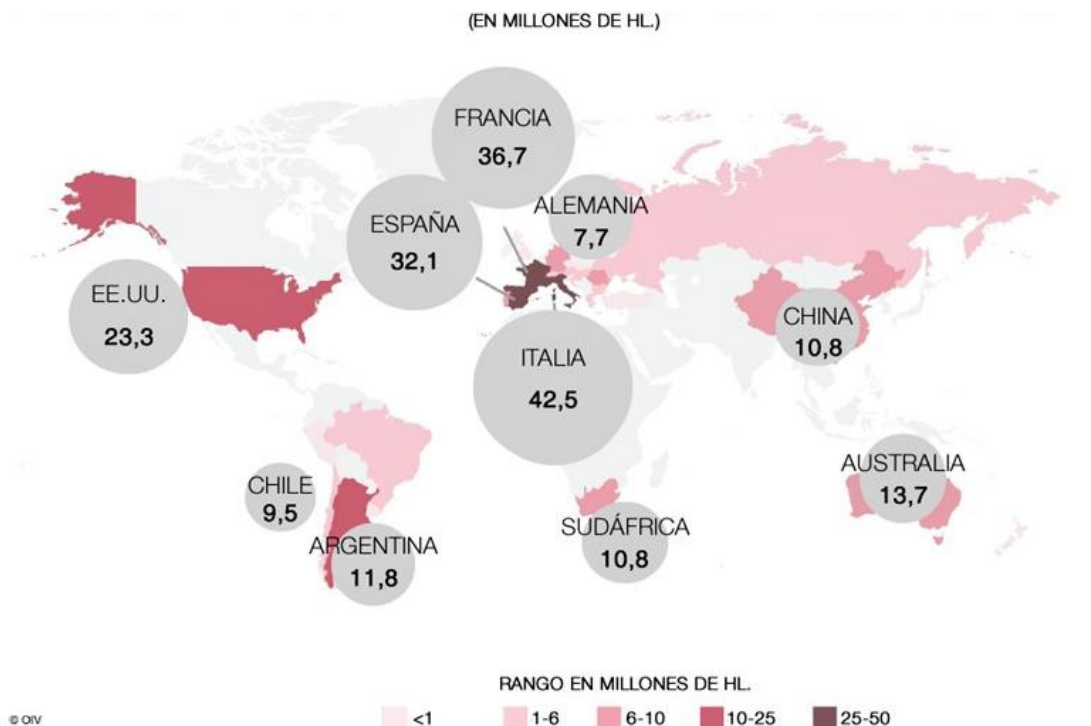 (EN MILLONES DE HL.)
FRANCIA
36,7
ALEMANIA
7,7
ESPAÑA
32,1
EE.UU.
23,3
CHINA
10,8
ITALIA
42,5
AUSTRALIA
13,7
CHILE
9,5
SUDÁFRICA
10,8
ARGENTINA
11,8
RANGO EN MILLONES DE HL.
© OIV
<1
1-6
6-10
10-25
25-50